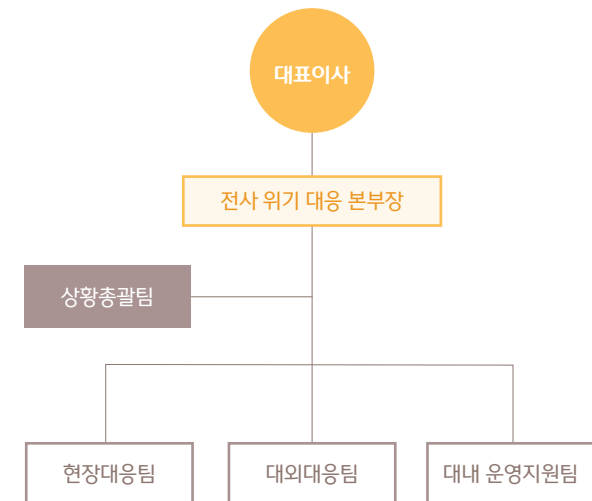 대표이사
전사 위기 대응 본부장
상황총괄팀
현장대응팀
대외대응팀
대내 운영지원팀